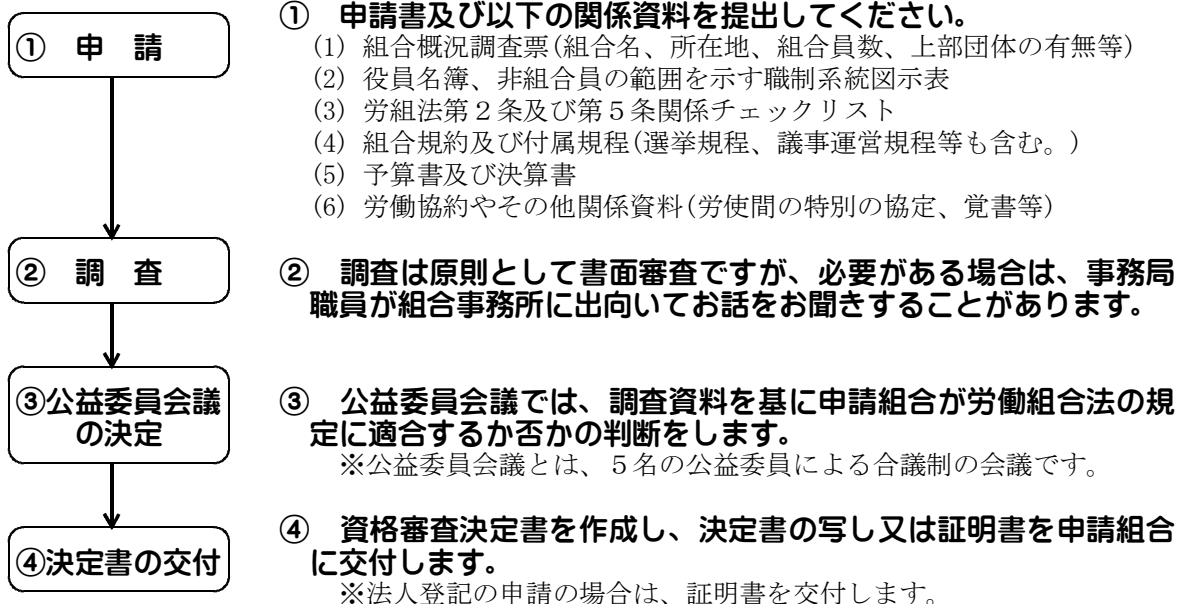 ① 申 請
① 申請書及び以下の関係資料を提出してください。
(1) 組合概況調査票(組合名、所在地、組合員数、上部団体の有無等)
(2) 役員名簿、非組合員の範囲を示す職制系統図示表
(3) 労組法第2条及び第5条関係チェックリスト
(4) 組合規約及び付属規程(選挙規程、議事運営規程等も含む。)
(5) 予算書及び決算書
(6) 労働協約やその他関係資料(労使間の特別の協定、覚書等)
② 調 査
② 調査は原則として書面審査ですが、必要がある場合は、事務局
職員が組合事務所に出向いてお話をお聞きすることがあります。
③公益委員会議
の決定
③ 公益委員会議では、調査資料を基に申請組合が労働組合法の規
定に適合するか否かの判断をします。
※公益委員会議とは、5名の公益委員による合議制の会議です。
④決定書の交付
④ 資格審査決定書を作成し、決定書の写し又は証明書を申請組合
に交付します。
※法人登記の申請の場合は、証明書を交付します。